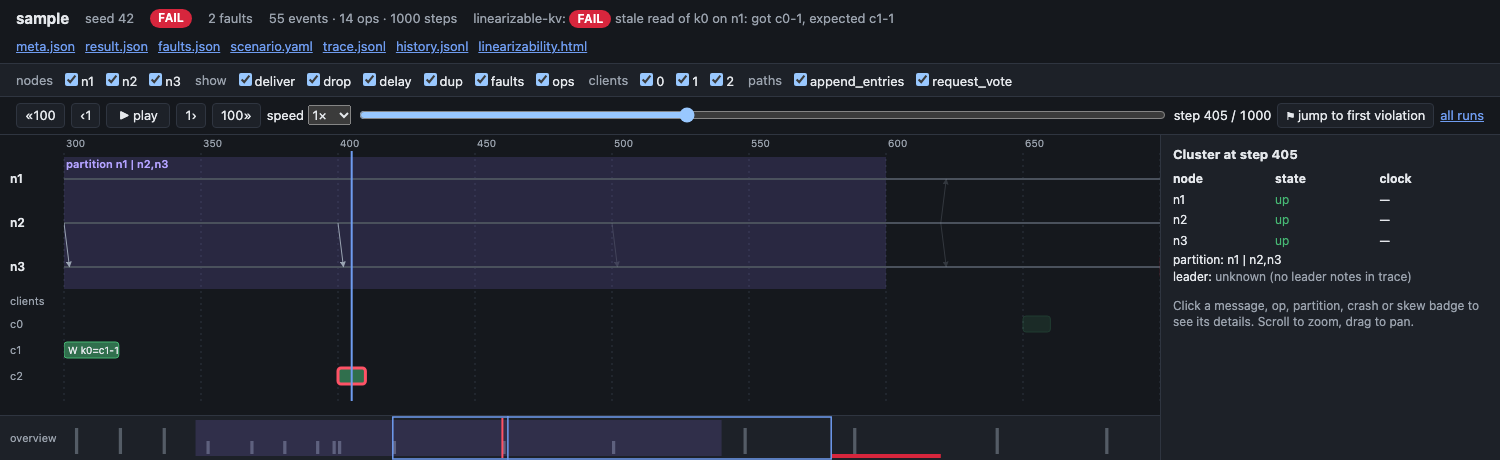 sample seed 42 FAIL 2 faults 55 events · 14 ops · 1000 steps linearizable-kv: FAIL stale read of k0 on n1: got c0-1, expected c1-1
meta.json result.json faults.json scenario.yaml trace.jsonl history.jsonl linearizability.html
nodes n1 n2 n3 show deliver drop delay dup faults ops clients 0 1 2 paths append_entries request_vote
«100 ‹1 ▶ play 1› 100» speed 1× step 405 / 1000 ⚑ jump to first violation all runs
300 350 400 450 500 550 600 650
partition n1 | n2,n3
n1
n2
n3
clients
c0
c1 W k0=c1-1
c2
overview
Cluster at step 405
node state clock
n1 up —
n2 up —
n3 up —
partition: n1 | n2,n3
leader: unknown (no leader notes in trace)
Click a message, op, partition, crash or skew badge to
see its details. Scroll to zoom, drag to pan.